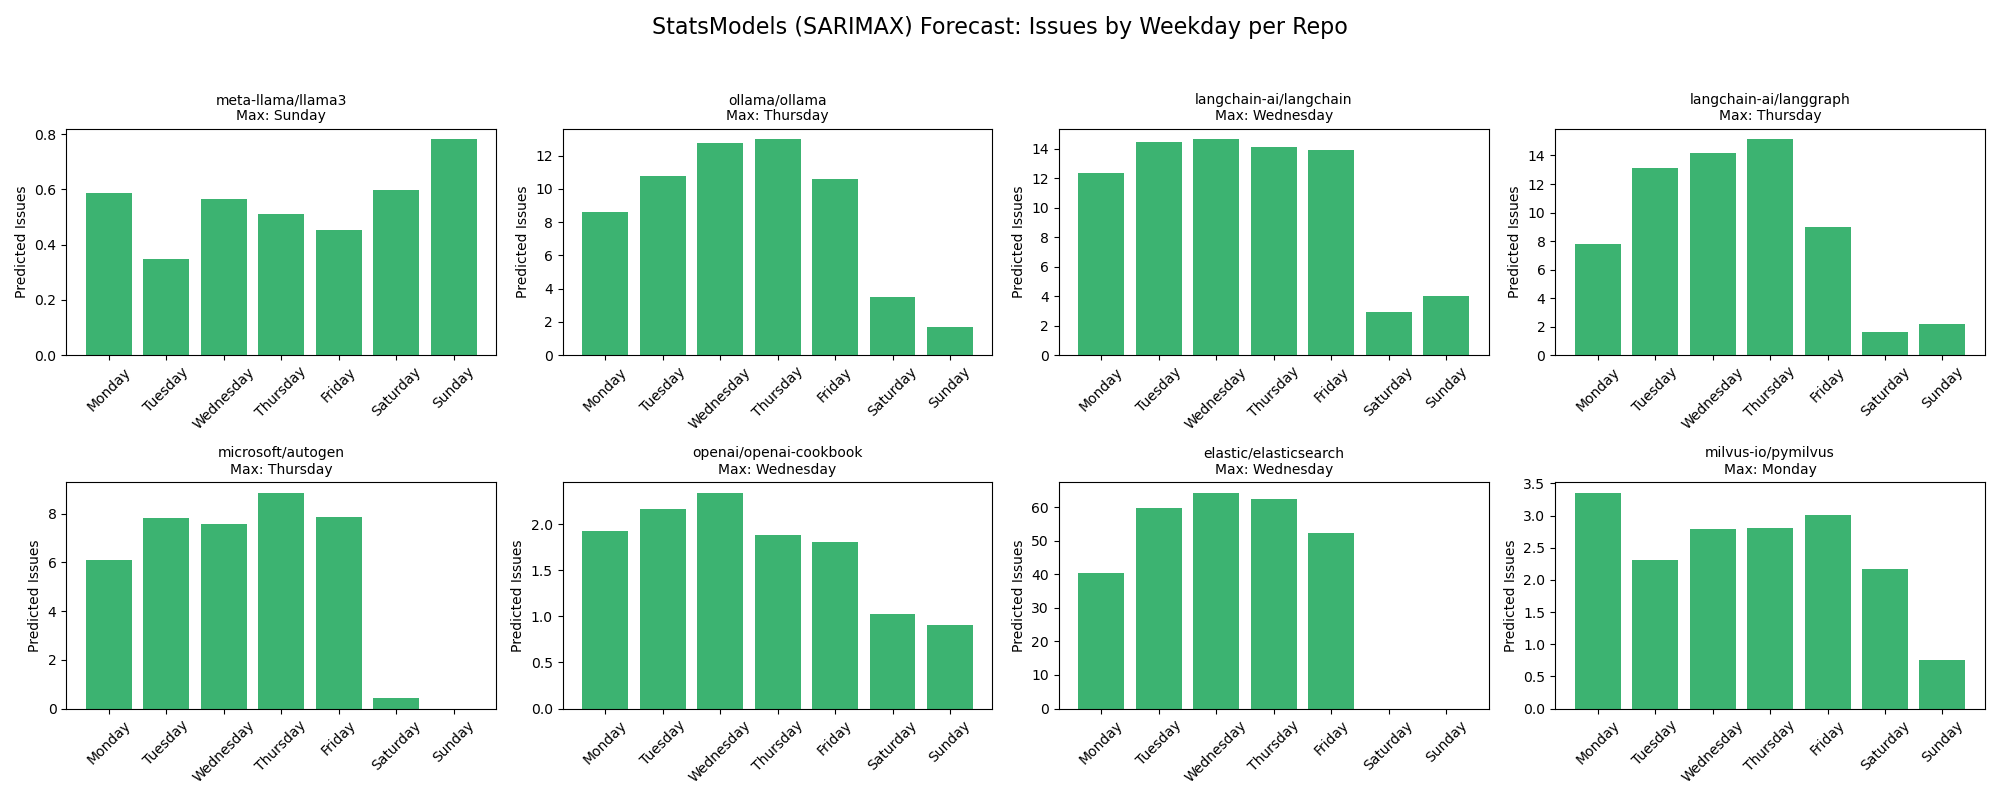 StatsModels (SARIMAX) Forecast: Issues by Weekday per Repo
meta-llama/llama3
Max: Sunday
Predicted Issues
0.8
0.6
0.4
0.2
0.0
Monday
Tuesday
Wednesday
Thursday
Friday
Saturday
Sunday
ollama/ollama
Max: Thursday
Predicted Issues
12
10
8
6
4
2
0
Monday
Tuesday
Wednesday
Thursday
Friday
Saturday
Sunday
langchain-ai/langchain
Max: Wednesday
Predicted Issues
14
12
10
8
6
4
2
0
Monday
Tuesday
Wednesday
Thursday
Friday
Saturday
Sunday
langchain-ai/langgraph
Max: Thursday
Predicted Issues
14
12
10
8
6
4
2
0
Monday
Tuesday
Wednesday
Thursday
Friday
Saturday
Sunday
microsoft/autogen
Max: Thursday
Predicted Issues
8
6
4
2
0
Monday
Tuesday
Wednesday
Thursday
Friday
Saturday
Sunday
openai/openai-cookbook
Max: Wednesday
Predicted Issues
2.0
1.5
1.0
0.5
0.0
Monday
Tuesday
Wednesday
Thursday
Friday
Saturday
Sunday
elastic/elasticsearch
Max: Wednesday
Predicted Issues
60
50
40
30
20
10
0
Monday
Tuesday
Wednesday
Thursday
Friday
Saturday
Sunday
milvus-io/pymilvus
Max: Monday
Predicted Issues
3.5
3.0
2.5
2.0
1.5
1.0
0.5
0.0
Monday
Tuesday
Wednesday
Thursday
Friday
Saturday
Sunday